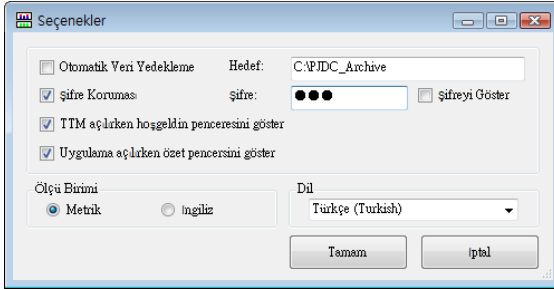 Seçenekler
Otomatik Veri Yedekleme Hedef: C:\PJDC_Archive
Şifre Koruması Şifre: ●●● Şifreyi Göster
TTM açılırken hoşgeldin penceresini göster
Uygulama açılırken özet pencersini göster
Ölçü Birimi Dil
Metrik İngiliz Türkçe (Turkish)
Tamam İptal